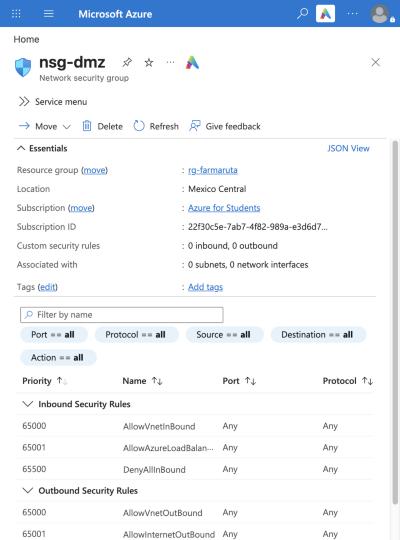 Microsoft Azure
Home
nsg-dmz
Network security group
Service menu
Move Delete Refresh Give feedback
Essentials JSON View
Resource group (move) : rg-farmaruta
Location : Mexico Central
Subscription (move) : Azure for Students
Subscription ID : 22f30c5e-7ab7-4f82-989a-e3d6d7...
Custom security rules : 0 inbound, 0 outbound
Associated with : 0 subnets, 0 network interfaces
Tags (edit) : Add tags
Filter by name
Port == all Protocol == all Source == all Destination == all
Action == all
Priority ↑↓ Name ↑↓ Port ↑↓ Protocol ↑↓
Inbound Security Rules
65000 AllowVnetInBound Any Any
65001 AllowAzureLoadBalan... Any Any
65500 DenyAllInBound Any Any
Outbound Security Rules
65000 AllowVnetOutBound Any Any
65001 AllowInternetOutBound Any Any